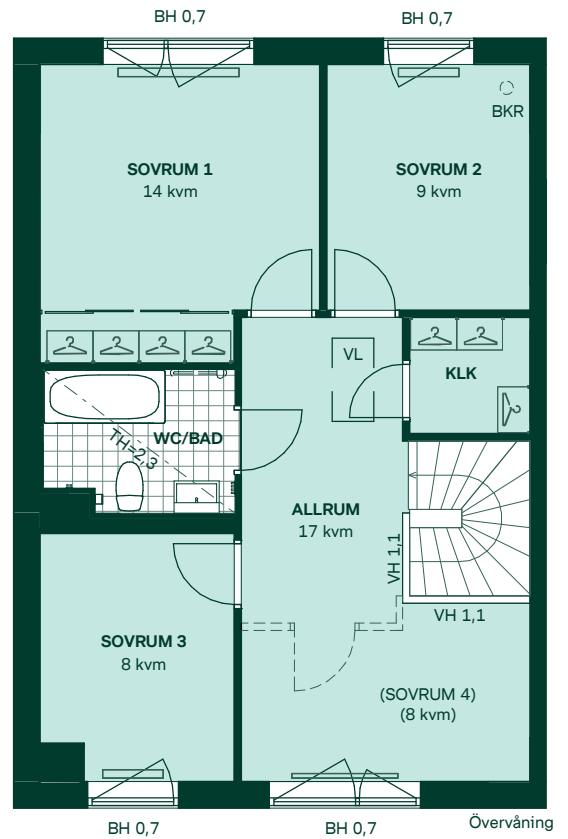 BH 0,7
BH 0,7
BKR
SOVRUM 1
14 kvm
SOVRUM 2
9 kvm
VL
KLK
WC/BAD
TH=2,3
ALLRUM
17 kvm
VH 1,1
VH 1,1
SOVRUM 3
8 kvm
(SOVRUM 4)
(8 kvm)
BH 0,7
BH 0,7
Övervåning